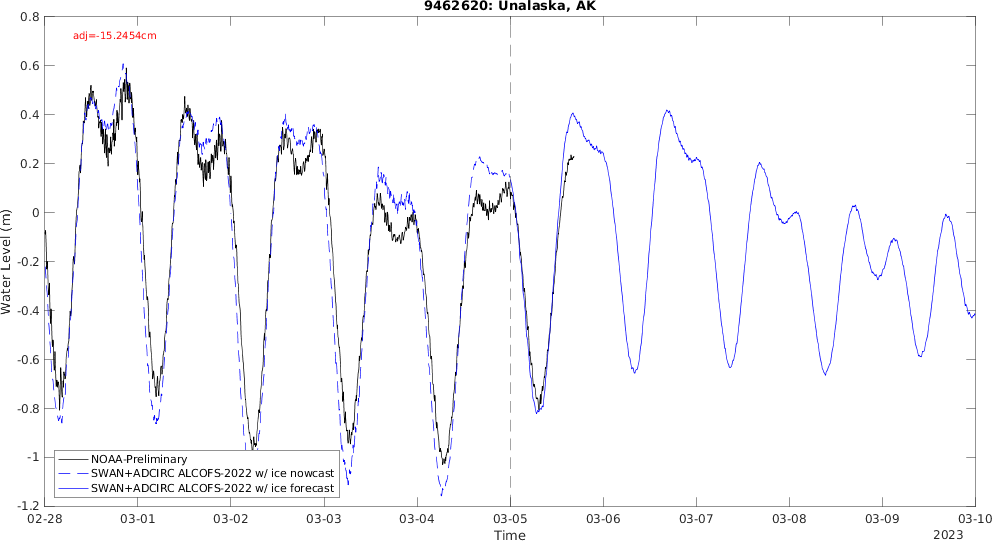 9462620: Unalaska, AK
adj=-15.2454cm
0.8
0.6
0.4
0.2
0
-0.2
-0.4
-0.6
-0.8
-1
-1.2
Water Level (m)
NOAA-Preliminary
SWAN+ADCIRC ALCOFS-2022 w/ ice nowcast
SWAN+ADCIRC ALCOFS-2022 w/ ice forecast
02-28 03-01 03-02 03-03 03-04 03-05 03-06 03-07 03-08 03-09 03-10
Time
2023